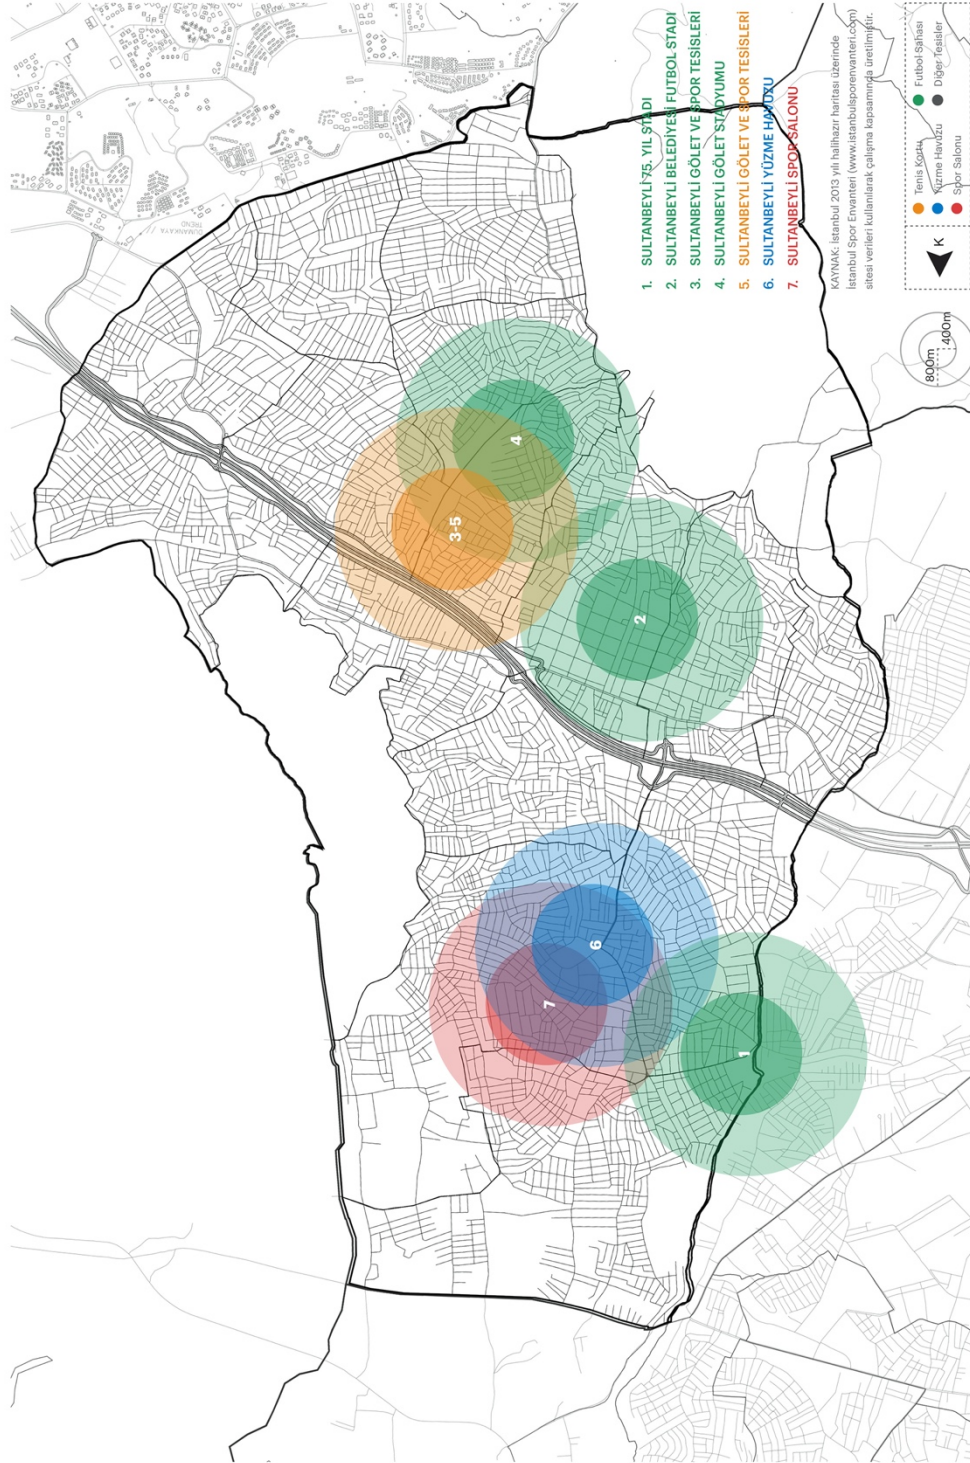 1. SULTANBEYLİ 75. YIL STADI
2. SULTANBEYLİ BELEDİYESİ FUTBOL STADI
3. SULTANBEYLİ GÖLET VE SPOR TESİSLERİ
4. SULTANBEYLİ GÖLET STADYUMU
5. SULTANBEYLİ GÖLET VE SPOR TESİSLERİ
6. SULTANBEYLİ YÜZME HAVUZU
7. SULTANBEYLİ SPOR SALONU
KAYNAK: İstanbul 2013 yılı halihazır haritası üzerinde
İstanbul Spor Envanteri (www.istanbulsporenvanteri.com)
sitesi verileri kullanılarak çalışma kapsamında üretilmiştir.
Tenis Kortu
Yüzme Havuzu
Spor Salonu
Futbol Sahası
Diğer Tesisler
K
800m
400m
DUMANKAYA
TREND
4
3-5
2
6
7
1